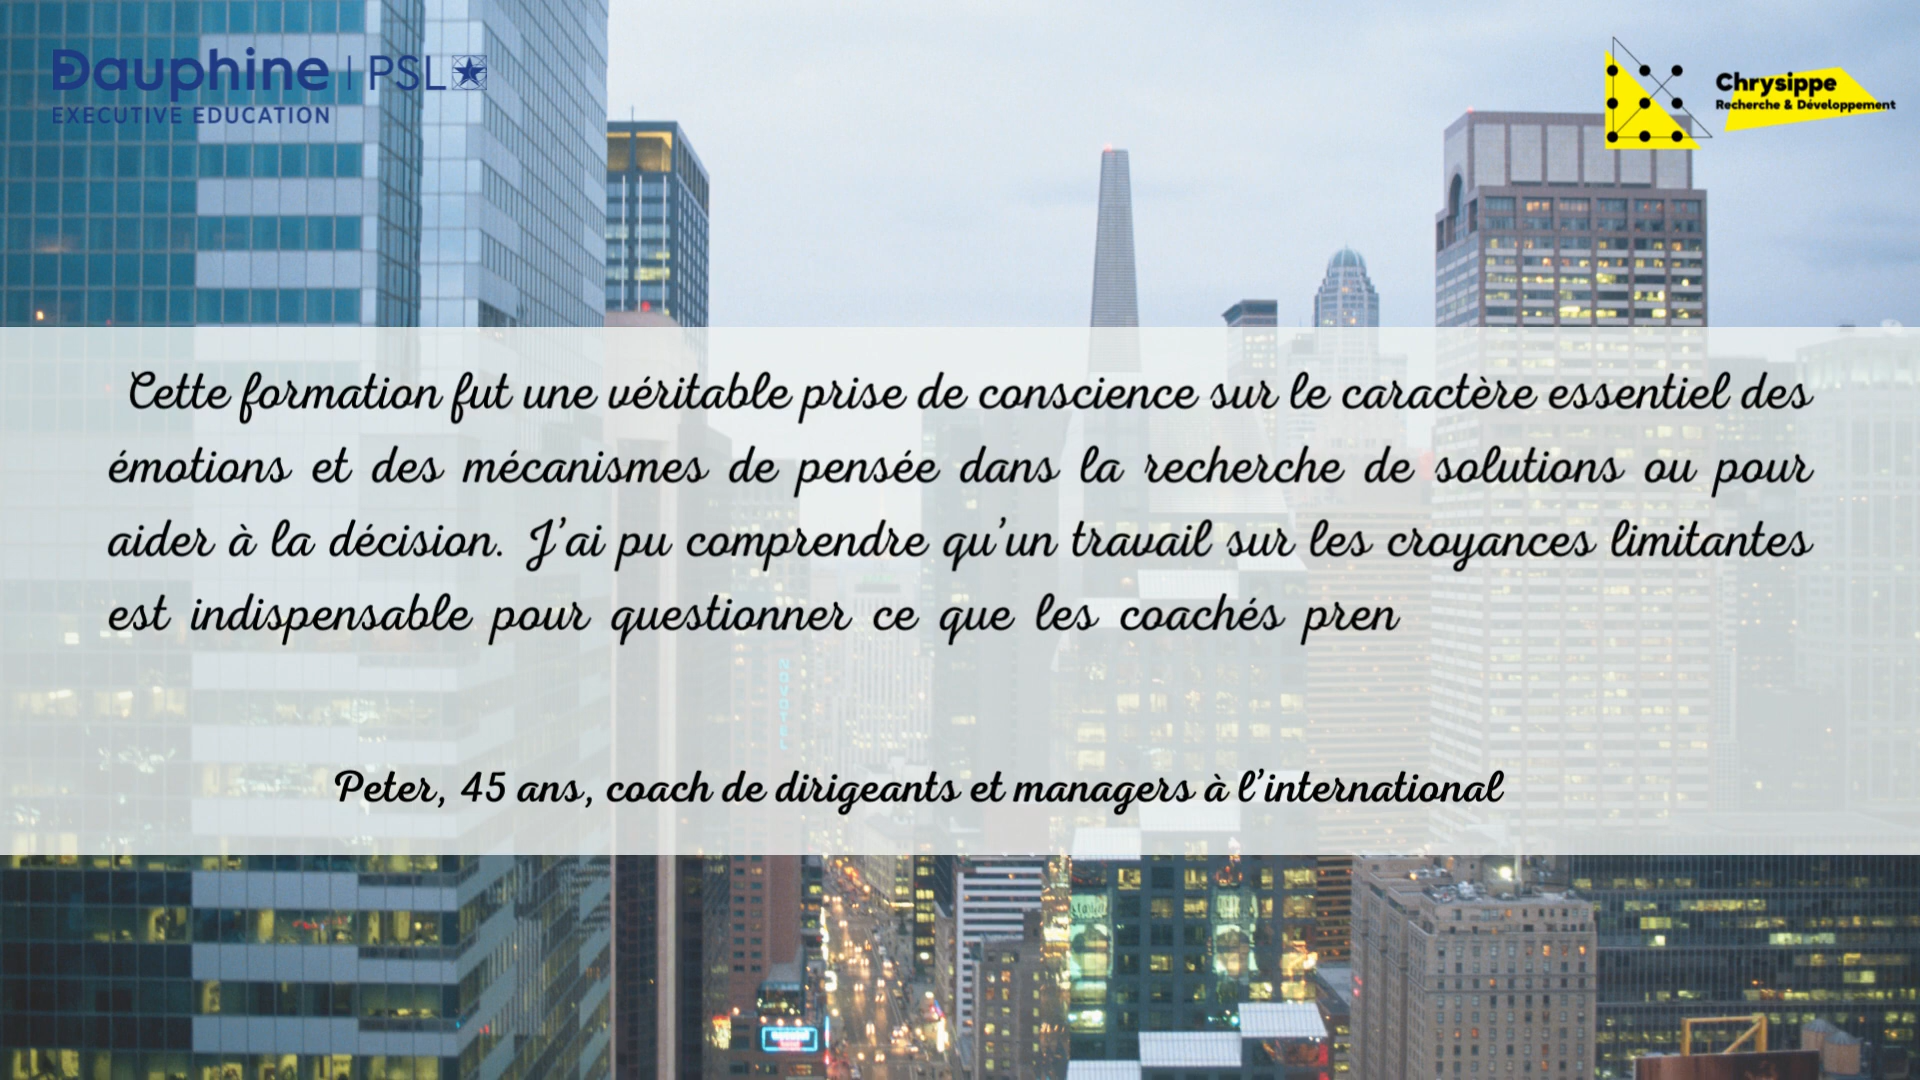 Dauphine | PSL
EXECUTIVE EDUCATION
Chrysippe
Recherche & Développement
Cette formation fut une véritable prise de conscience sur le caractère essentiel des
émotions et des mécanismes de pensée dans la recherche de solutions ou pour
aider à la décision. J'ai pu comprendre qu'un travail sur les croyances limitantes
est indispensable pour questionner ce que les coachés pren
NOVOTEL
Peter, 45 ans, coach de dirigeants et managers à l'international